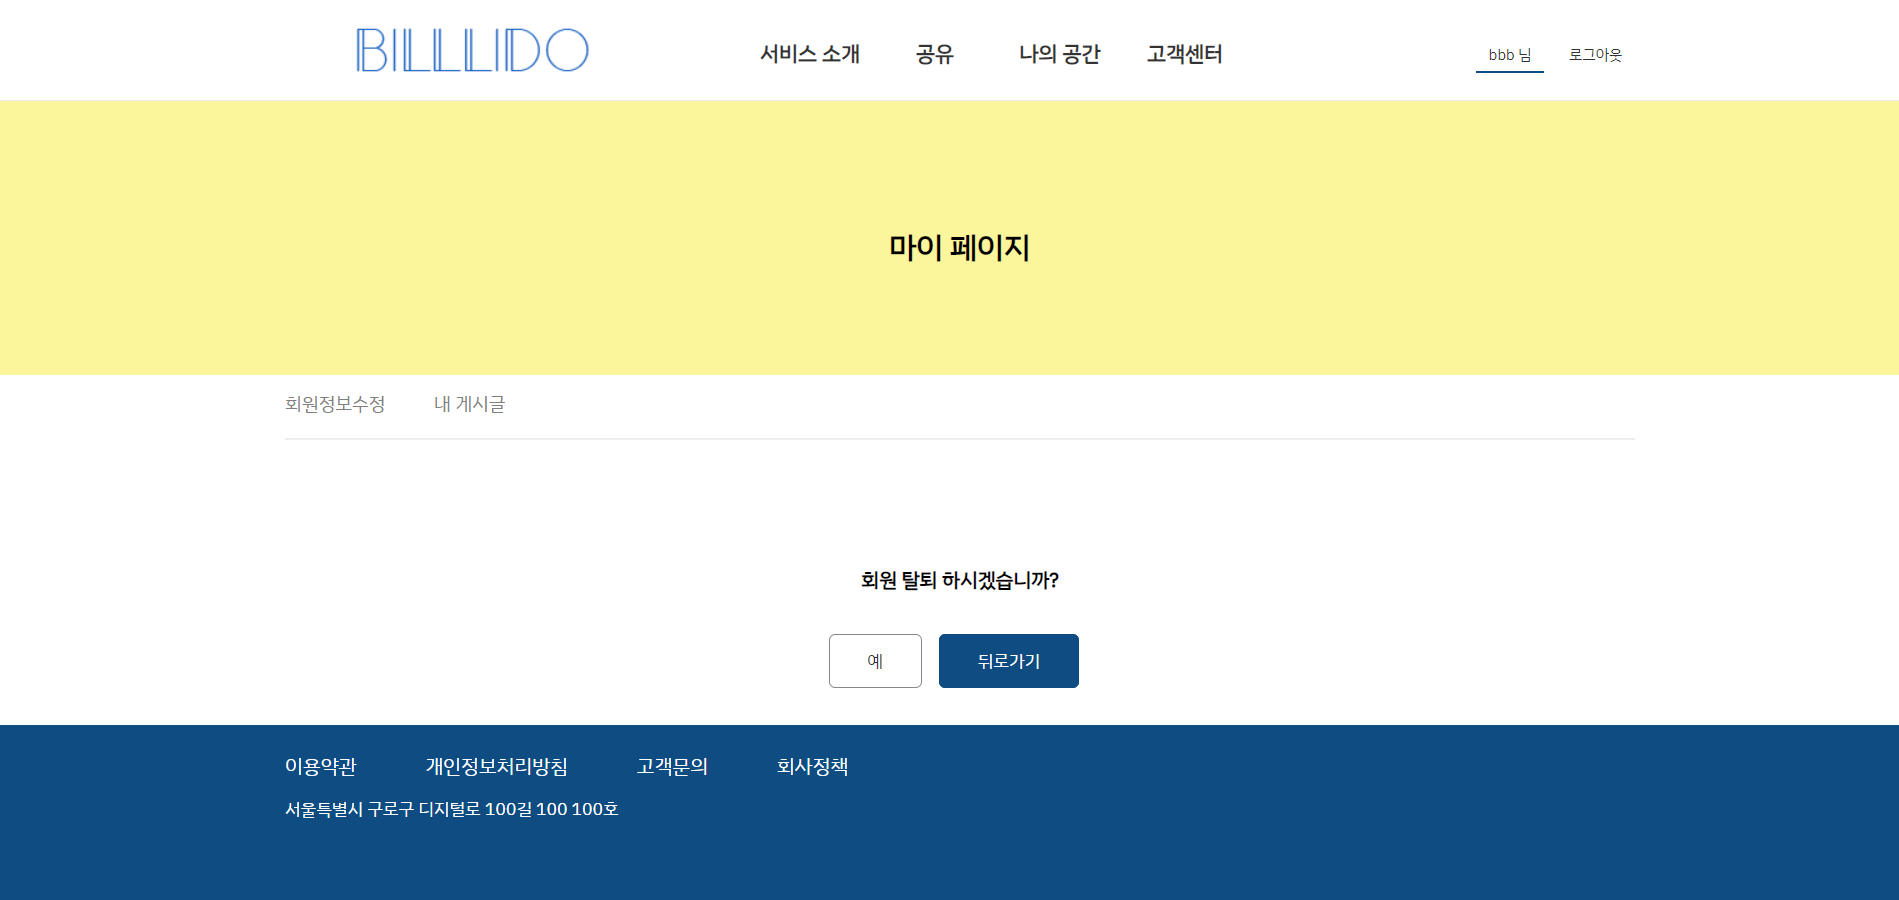 BILLLIDO
서비스 소개 공유 나의 공간 고객센터
bbb 님 로그아웃
마이 페이지
회원정보수정 내 게시글
회원 탈퇴 하시겠습니까?
예 뒤로가기
이용약관 개인정보처리방침 고객문의 회사정책
서울특별시 구로구 디지털로 100길 100 100호